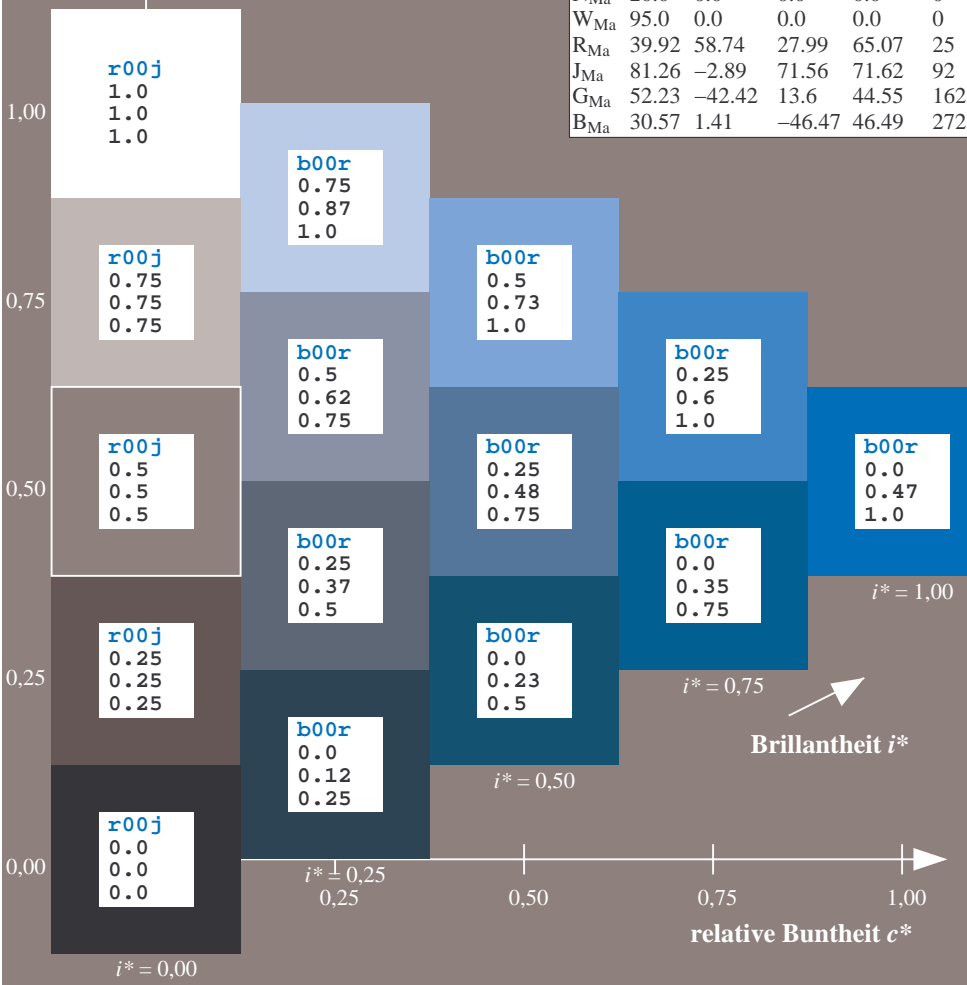 W_Ma 95.0 0.0 0.0 0.0 0
R_Ma 39.92 58.74 27.99 65.07 25
J_Ma 81.26 −2.89 71.56 71.62 92
G_Ma 52.23 −42.42 13.6 44.55 162
B_Ma 30.57 1.41 −46.47 46.49 272
1,00
0,75
0,50
0,25
0,00
r00j
1.0
1.0
1.0
r00j
0.75
0.75
0.75
r00j
0.5
0.5
0.5
r00j
0.25
0.25
0.25
r00j
0.0
0.0
0.0
i* = 0,00
b00r
0.75
0.87
1.0
b00r
0.5
0.62
0.75
b00r
0.25
0.37
0.5
b00r
0.0
0.12
0.25
i* = 0,25
b00r
0.5
0.73
1.0
b00r
0.25
0.48
0.75
b00r
0.0
0.23
0.5
i* = 0,50
b00r
0.25
0.6
1.0
b00r
0.0
0.35
0.75
i* = 0,75
b00r
0.0
0.47
1.0
i* = 1,00
Brillantheit i*
0,25 0,50 0,75 1,00
relative Buntheit c*